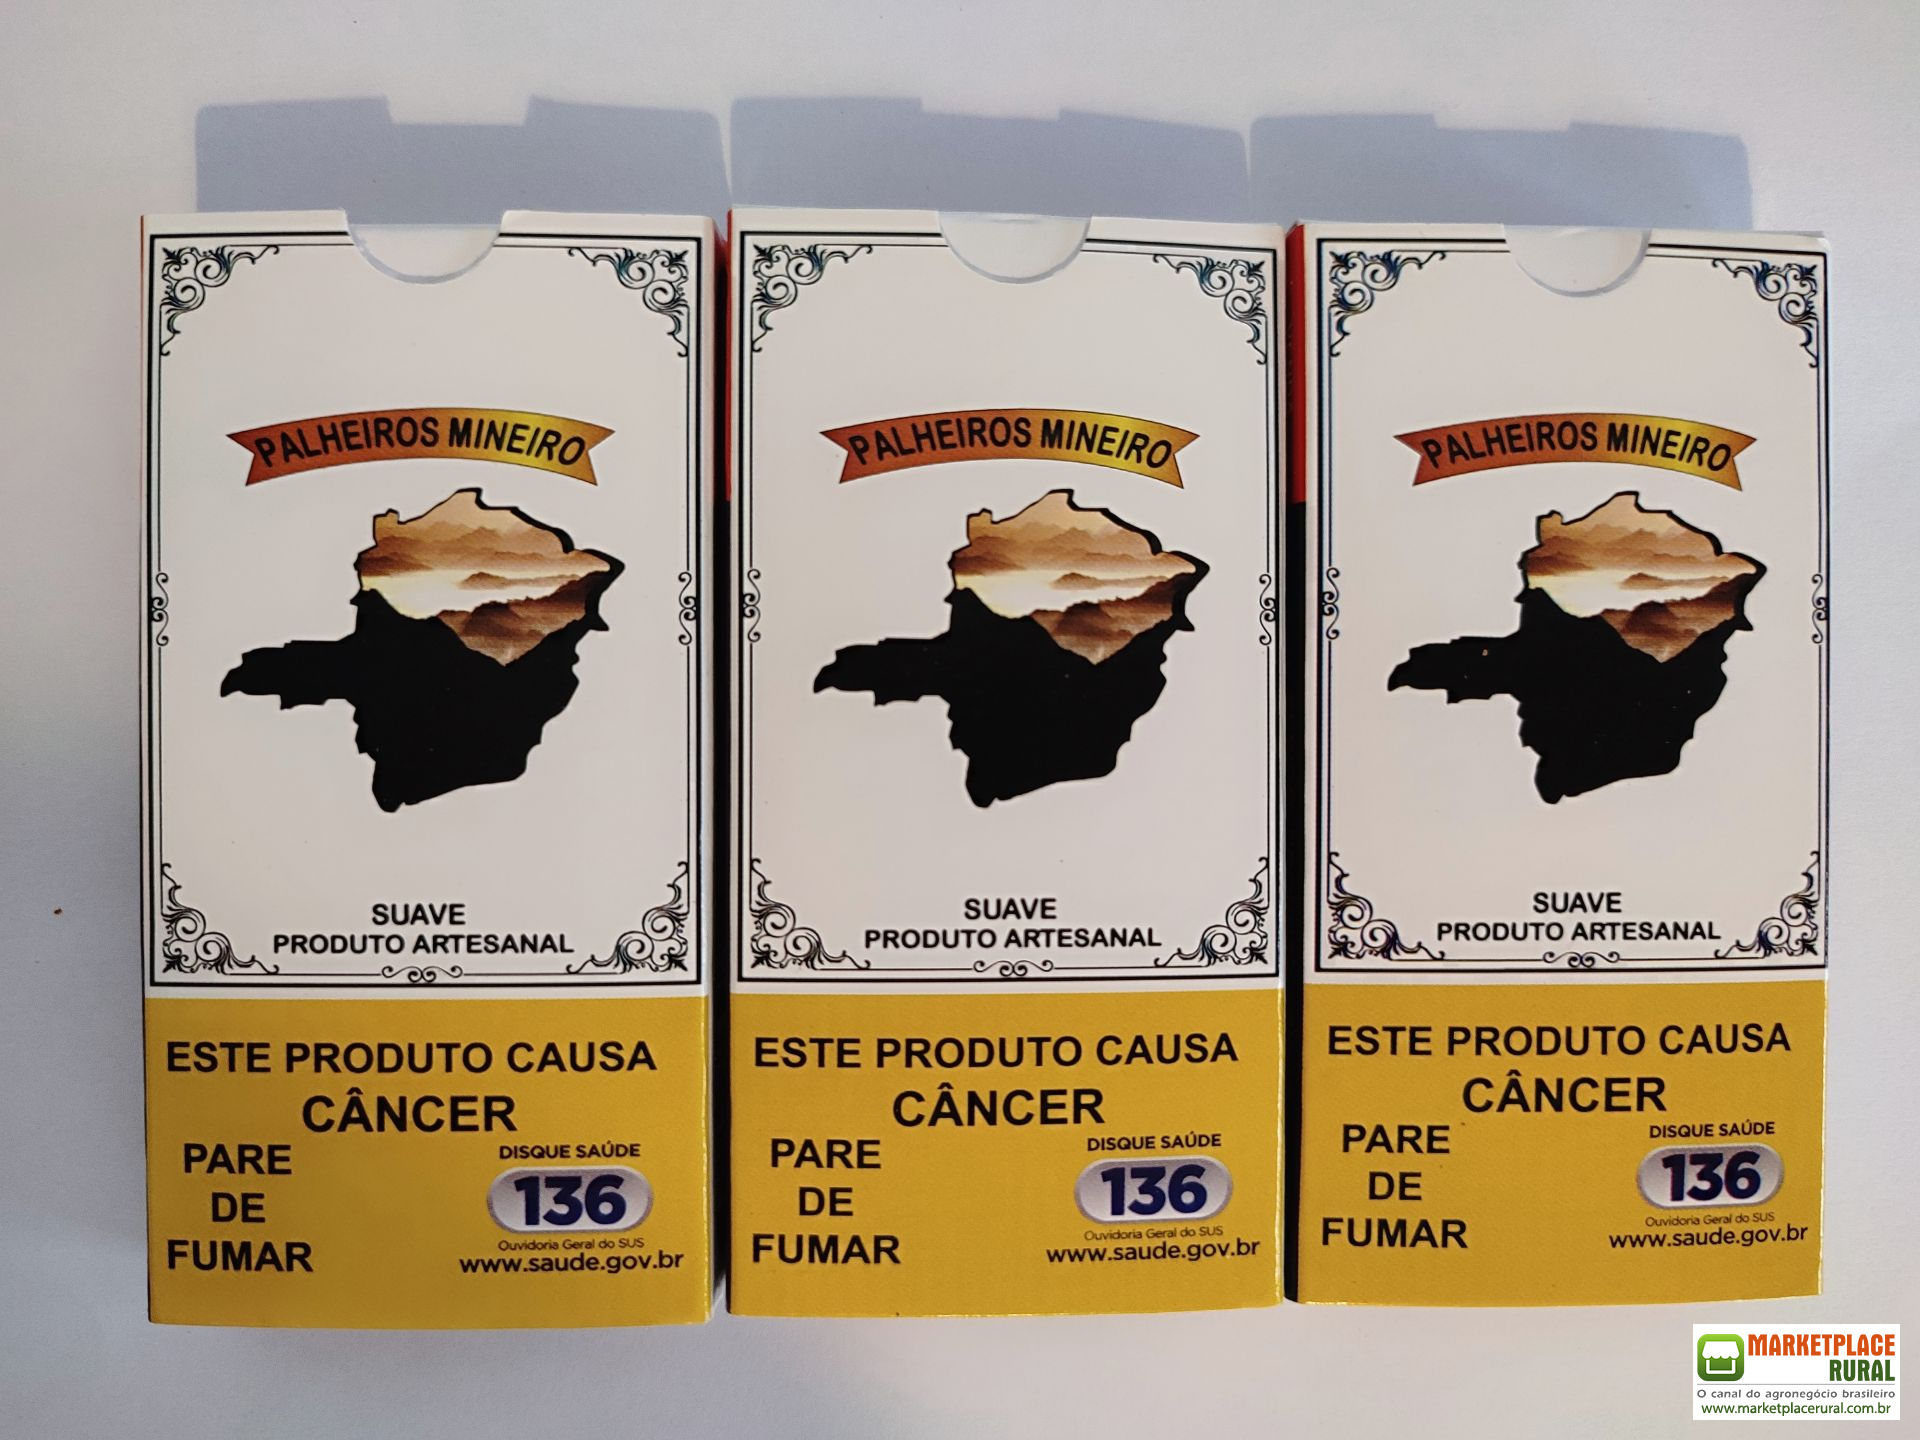 PALHEIROS MINEIRO
SUAVE
PRODUTO ARTESANAL
ESTE PRODUTO CAUSA
CÂNCER
PARE
DE
FUMAR
DISQUE SAÚDE
136
Ouvidoria Geral do SUS
www.saude.gov.br
PALHEIROS MINEIRO
SUAVE
PRODUTO ARTESANAL
ESTE PRODUTO CAUSA
CÂNCER
PARE
DE
FUMAR
DISQUE SAÚDE
136
Ouvidoria Geral do SUS
www.saude.gov.br
PALHEIROS MINEIRO
SUAVE
PRODUTO ARTESANAL
ESTE PRODUTO CAUSA
CÂNCER
PARE
DE
FUMAR
DISQUE SAÚDE
136
Ouvidoria Geral do SUS
www.saude.gov.br
MARKETPLACE
RURAL
O canal do agronegócio brasileiro
www.marketplacerural.com.br